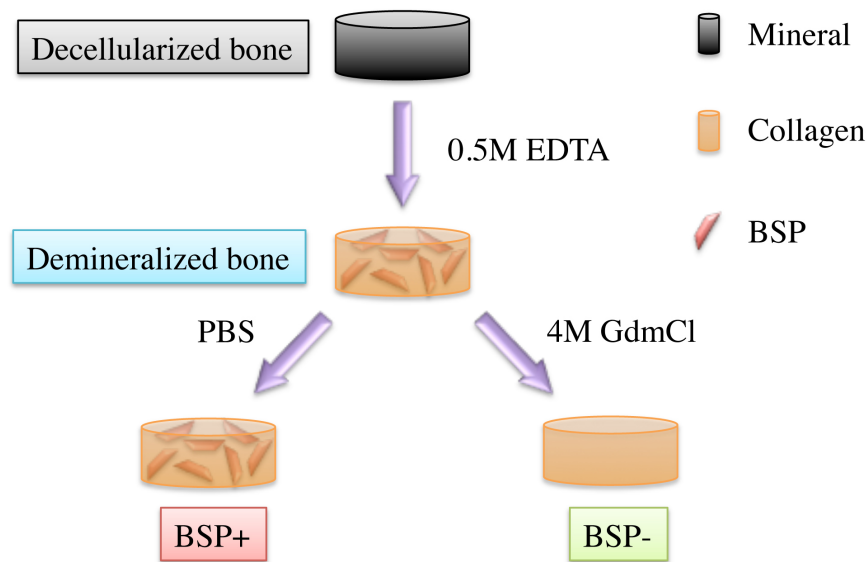 Decellularized bone
Mineral
0.5M EDTA
Collagen
Demineralized bone
BSP
PBS
4M GdmCl
BSP+
BSP-